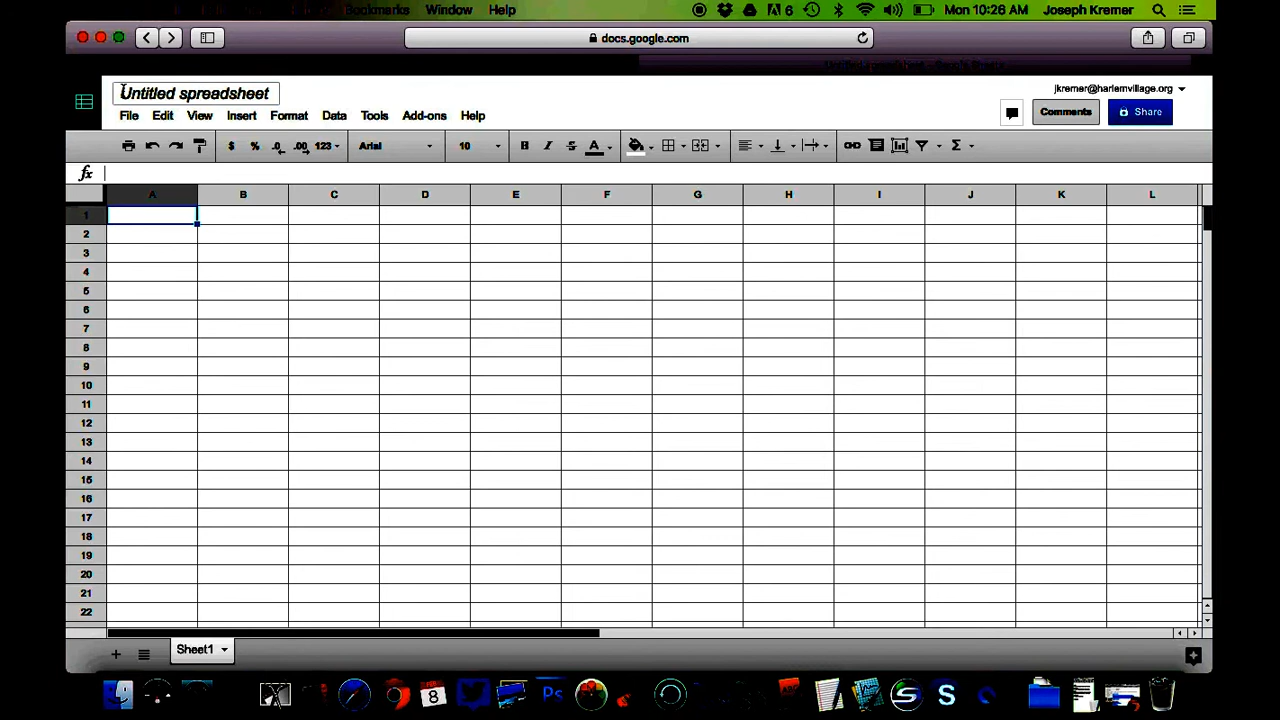 Bookmarks Window Help 6 Mon 10:26 AM Joseph Kremer
docs.google.com
Untitled spreadsheet
jkremer@harlemvillage.org
File Edit View Insert Format Data Tools Add-ons Help
Comments Share
$ % .0 .00 123 Arial 10 B I S A Σ
fx
A B C D E F G H I J K L
1
2
3
4
5
6
7
8
9
10
11
12
13
14
15
16
17
18
19
20
21
22
+ Sheet1
8 Ps S S